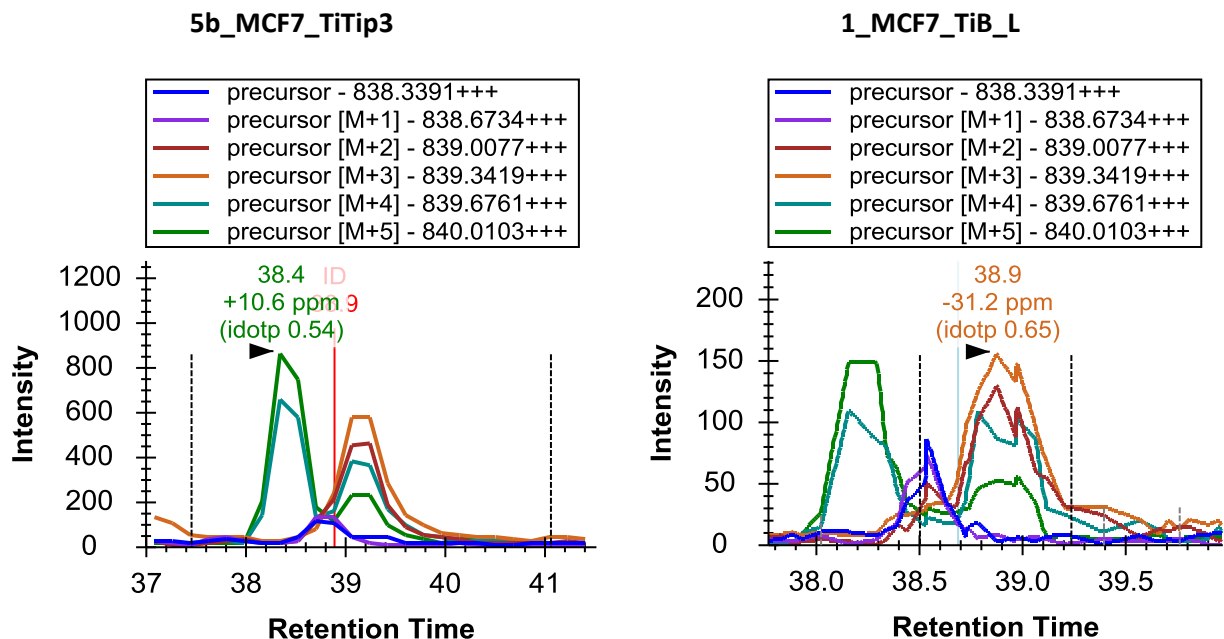 5b_MCF7_TiTip3
precursor - 838.3391+++
precursor [M+1] - 838.6734+++
precursor [M+2] - 839.0077+++
precursor [M+3] - 839.3419+++
precursor [M+4] - 839.6761+++
precursor [M+5] - 840.0103+++
38.4
+10.6 ppm
(idotp 0.54)
ID
1200
1000
800
600
400
200
0
Intensity
37
38
39
40
41
Retention Time
1_MCF7_TiB_L
precursor - 838.3391+++
precursor [M+1] - 838.6734+++
precursor [M+2] - 839.0077+++
precursor [M+3] - 839.3419+++
precursor [M+4] - 839.6761+++
precursor [M+5] - 840.0103+++
38.9
-31.2 ppm
(idotp 0.65)
200
150
100
50
0
Intensity
38.0
38.5
39.0
39.5
Retention Time